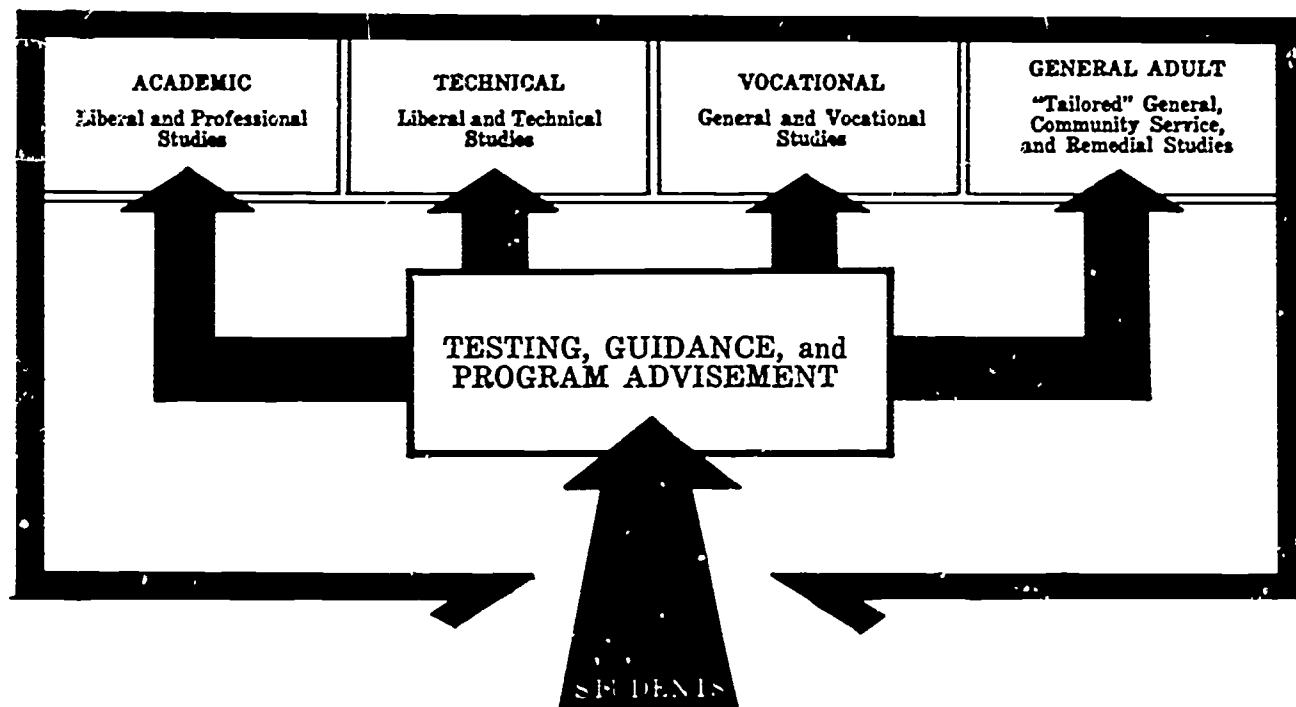 ACADEMIC
Liberal and Professional
Studies
TECHNICAL
Liberal and Technical
Studies
VOCATIONAL
General and Vocational
Studies
GENERAL ADULT
"Tailored" General,
Community Service,
and Remedial Studies
TESTING, GUIDANCE, and
PROGRAM ADVISEMENT
STUDENTS